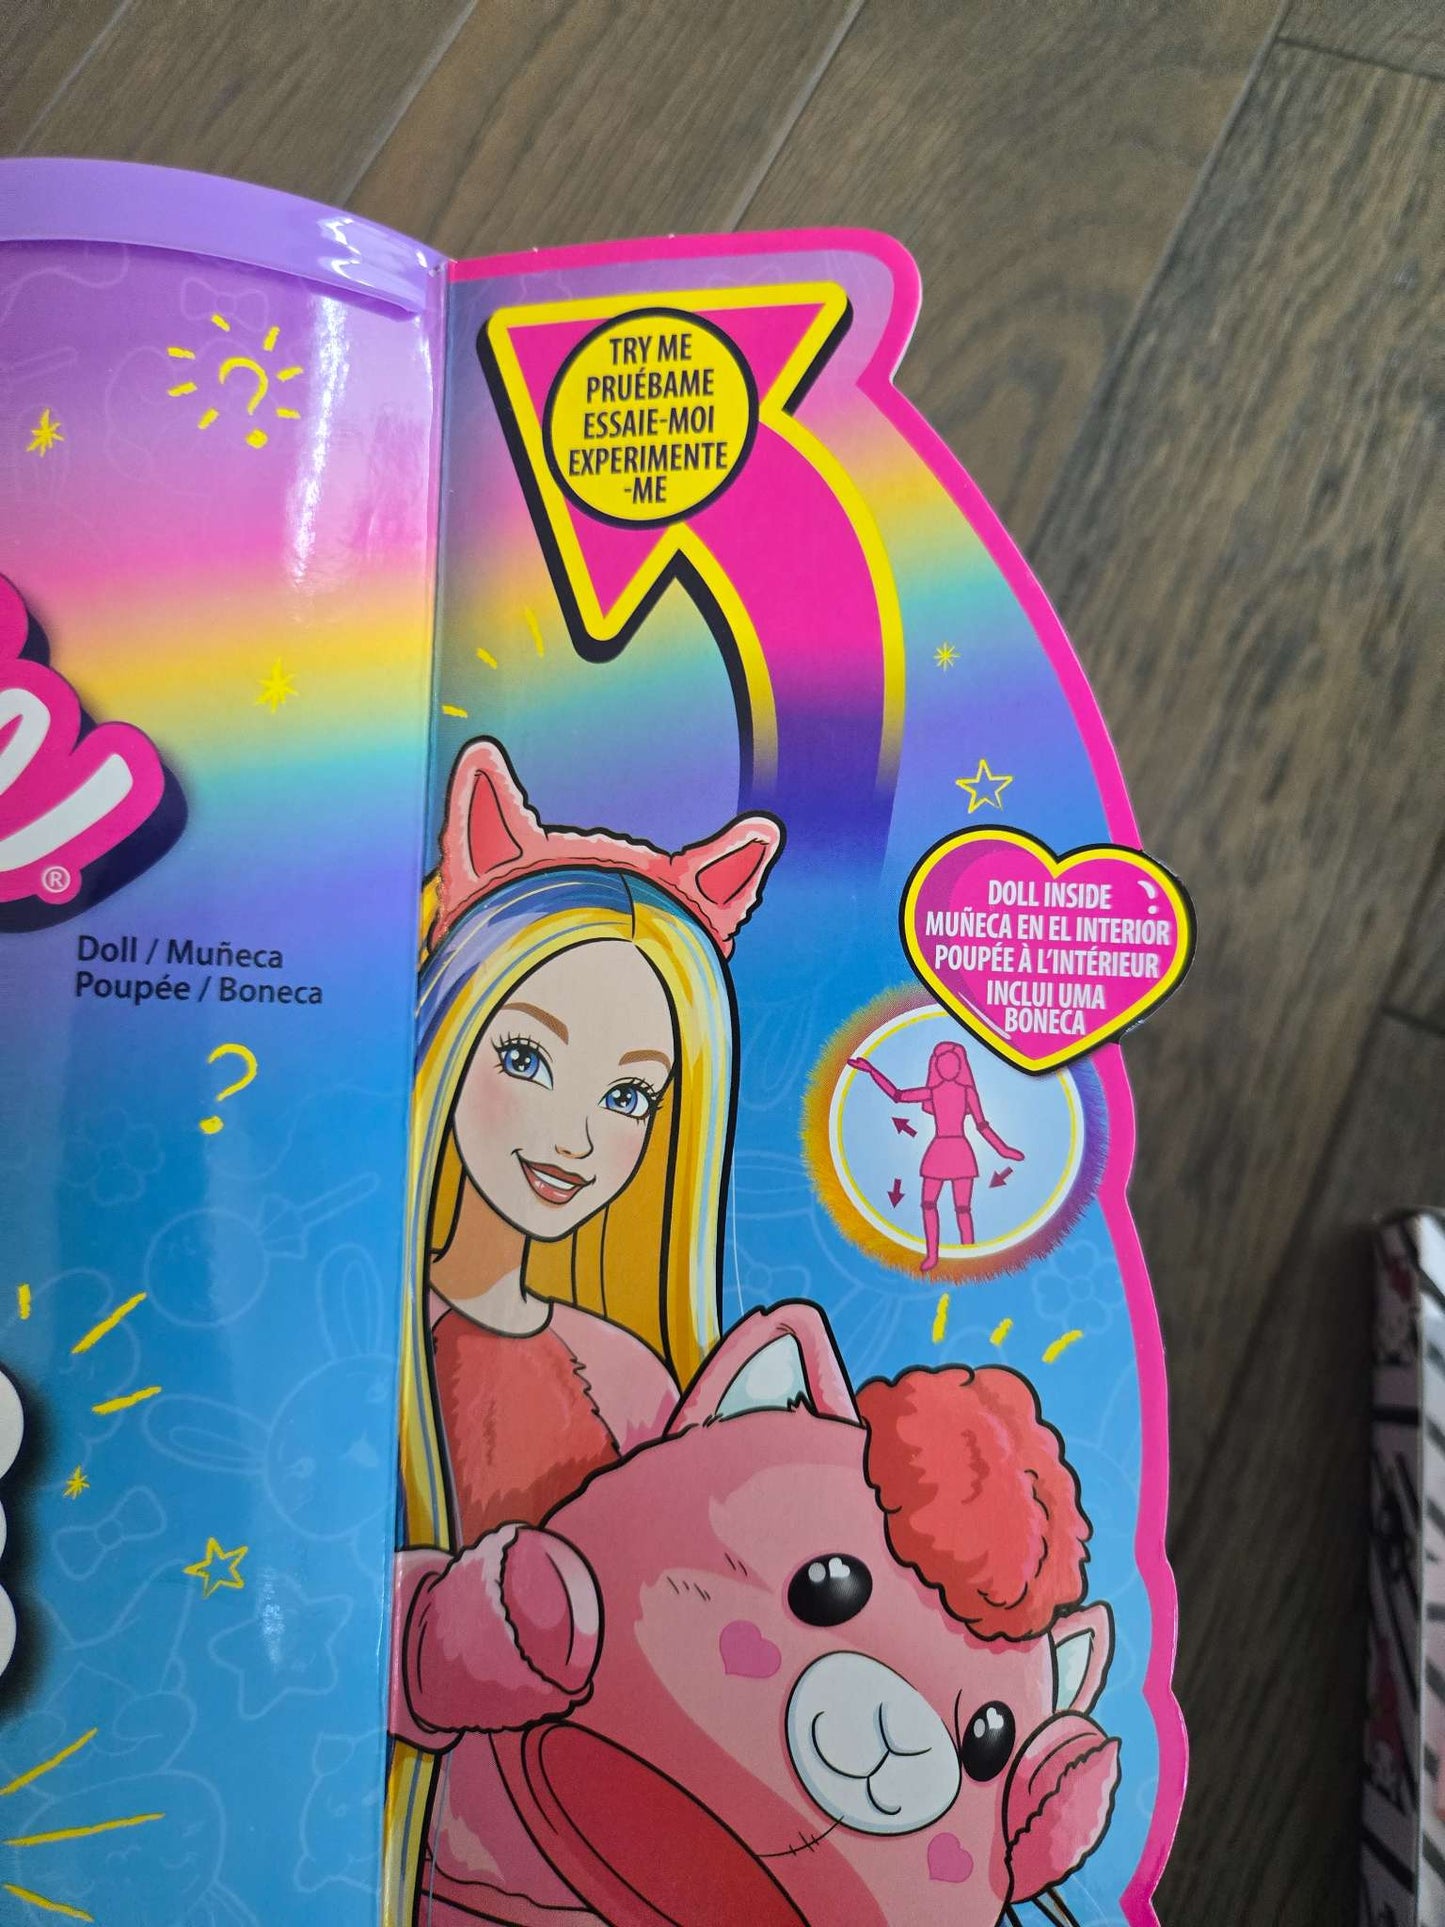 TRY ME
PRUÉBAME
ESSAIE-MOI
EXPERIMENTE
-ME
DOLL INSIDE
MUÑECA EN EL INTERIOR
POUPÉE À L'INTÉRIEUR
INCLUI UMA
BONECA
®
Doll / Muñeca
Poupée / Boneca